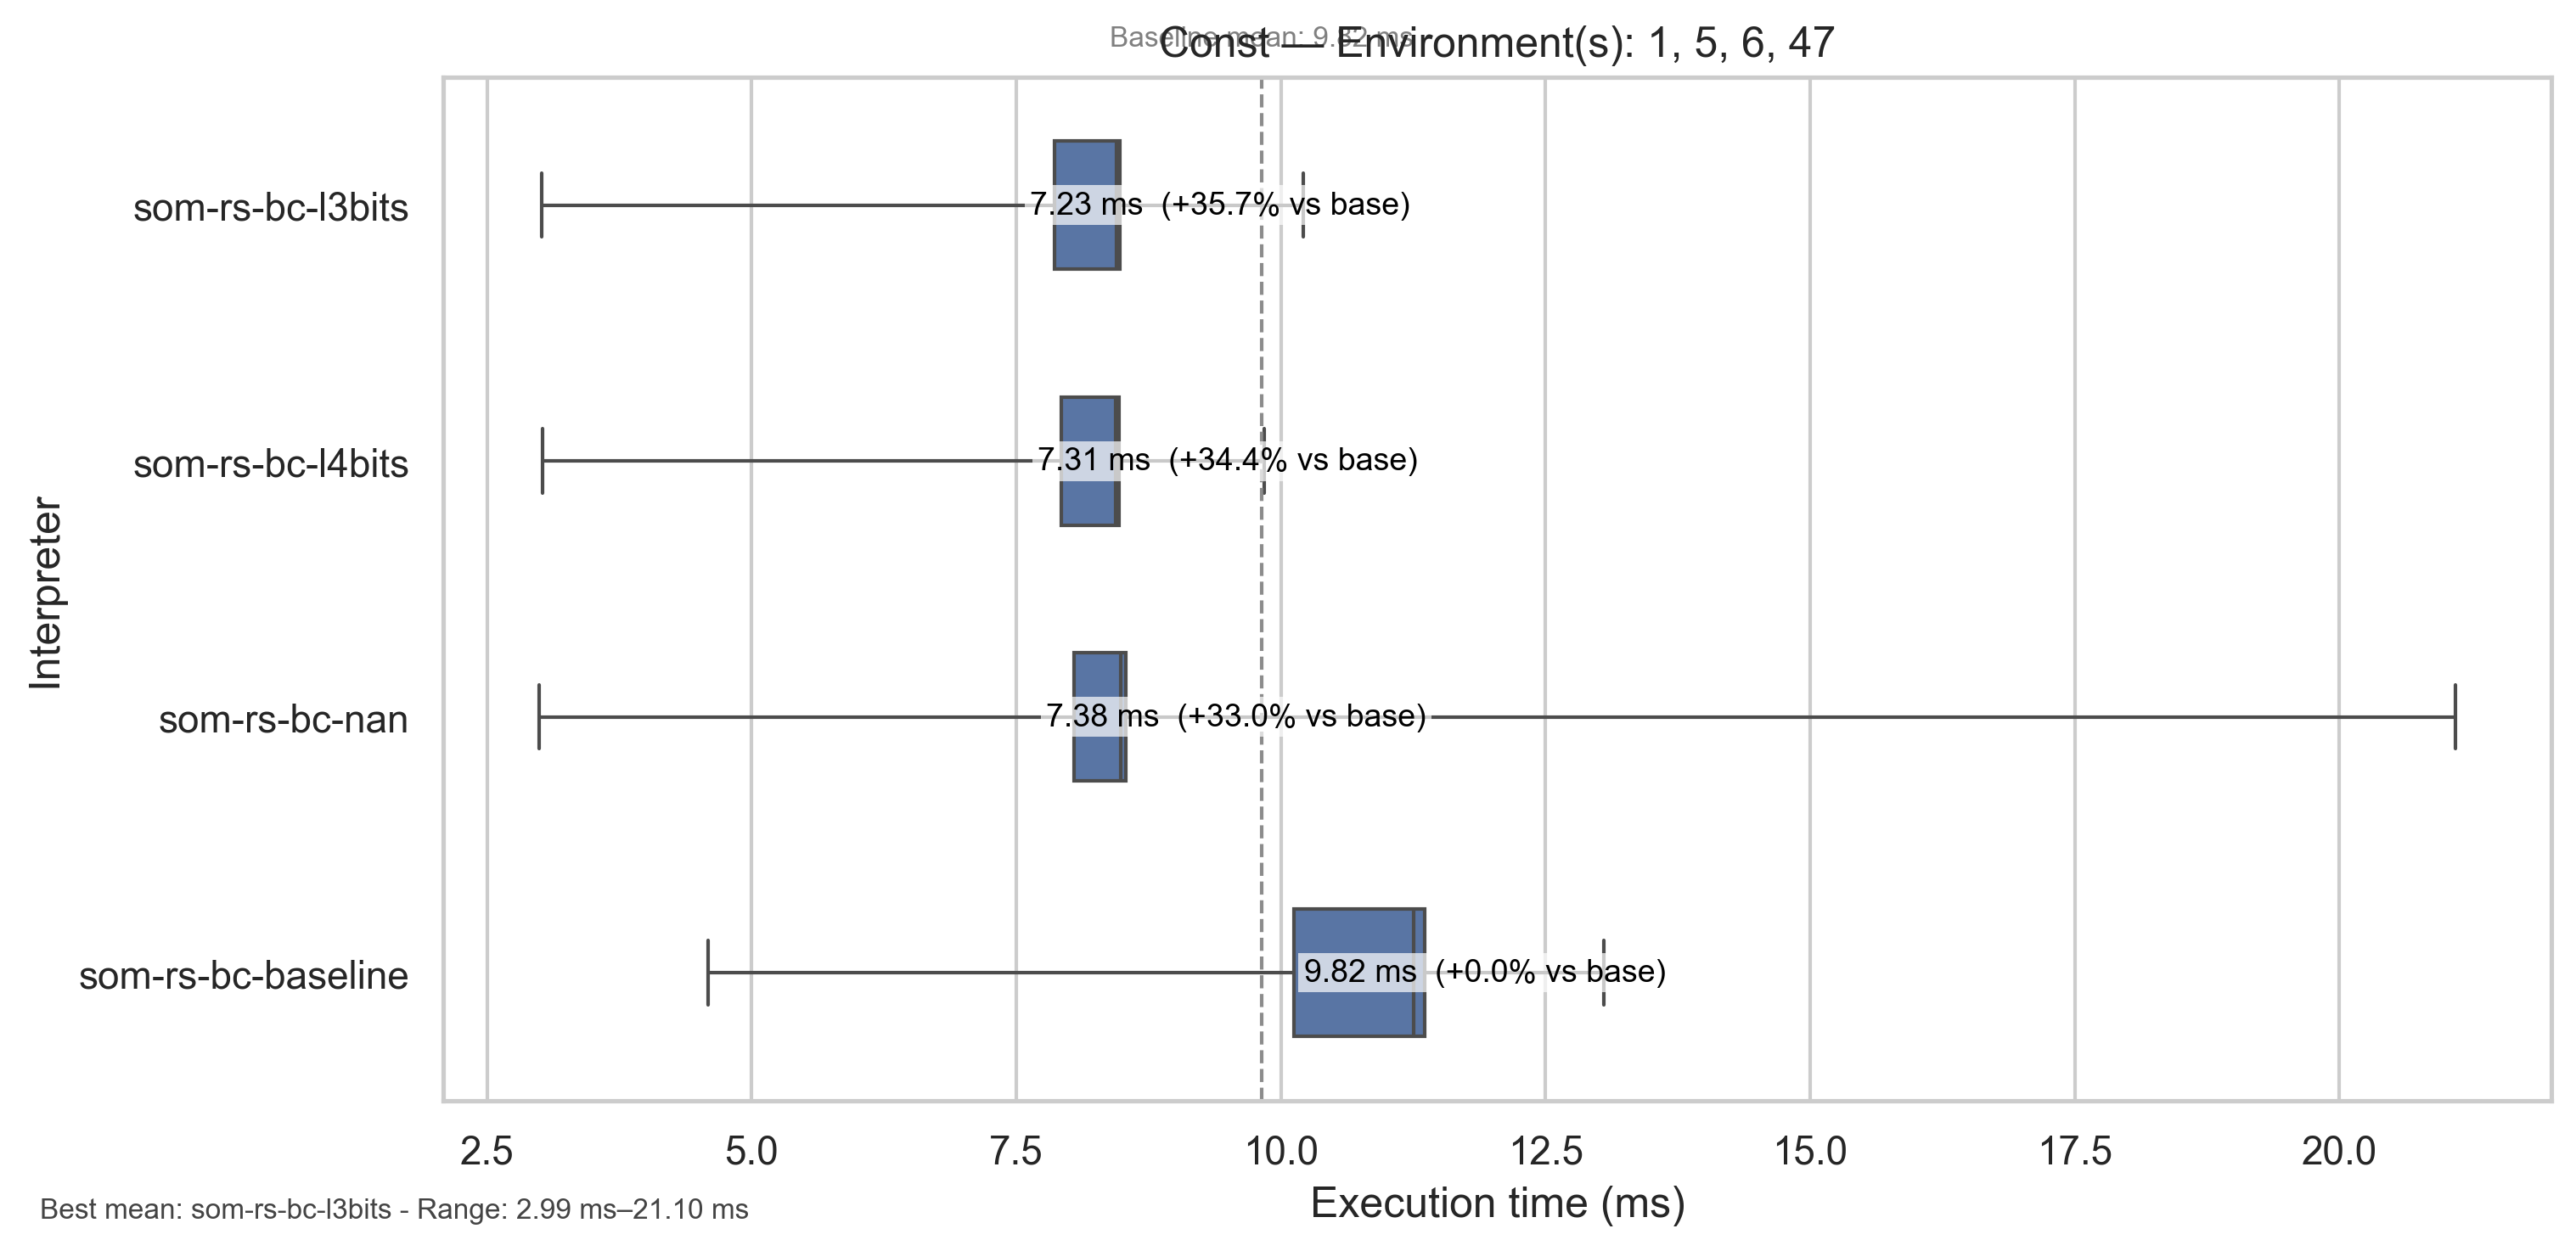 Baseline mean: 9.82 ms
Const — Environment(s): 1, 5, 6, 47
Interpreter
som-rs-bc-l3bits
7.23 ms (+35.7% vs base)
som-rs-bc-l4bits
7.31 ms (+34.4% vs base)
som-rs-bc-nan
7.38 ms (+33.0% vs base)
som-rs-bc-baseline
9.82 ms (+0.0% vs base)
2.5 5.0 7.5 10.0 12.5 15.0 17.5 20.0
Execution time (ms)
Best mean: som-rs-bc-l3bits - Range: 2.99 ms–21.10 ms